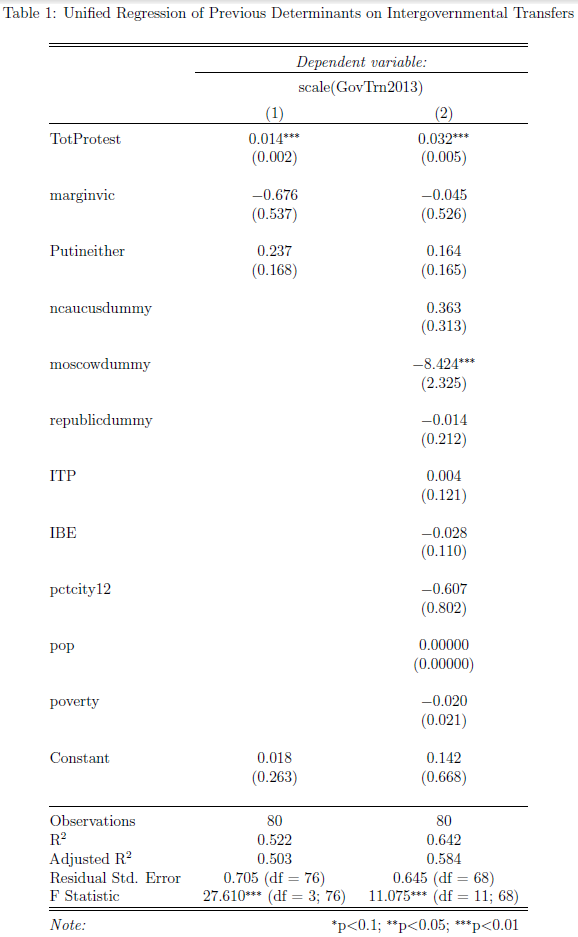 Table 1: Unified Regression of Previous Determinants on Intergovernmental Transfers
Dependent variable:
scale(GovTrn2013)
(1) (2)
TotProtest 0.014*** 0.032***
(0.002) (0.005)
marginvic −0.676 −0.045
(0.537) (0.526)
Putineither 0.237 0.164
(0.168) (0.165)
ncaucusdummy 0.363
(0.313)
moscowdummy −8.424***
(2.325)
republicdummy −0.014
(0.212)
ITP 0.004
(0.121)
IBE −0.028
(0.110)
pctcity12 −0.607
(0.802)
pop 0.00000
(0.00000)
poverty −0.020
(0.021)
Constant 0.018 0.142
(0.263) (0.668)
Observations 80 80
R² 0.522 0.642
Adjusted R² 0.503 0.584
Residual Std. Error 0.705 (df = 76) 0.645 (df = 68)
F Statistic 27.610*** (df = 3; 76) 11.075*** (df = 11; 68)
Note: *p<0.1; **p<0.05; ***p<0.01